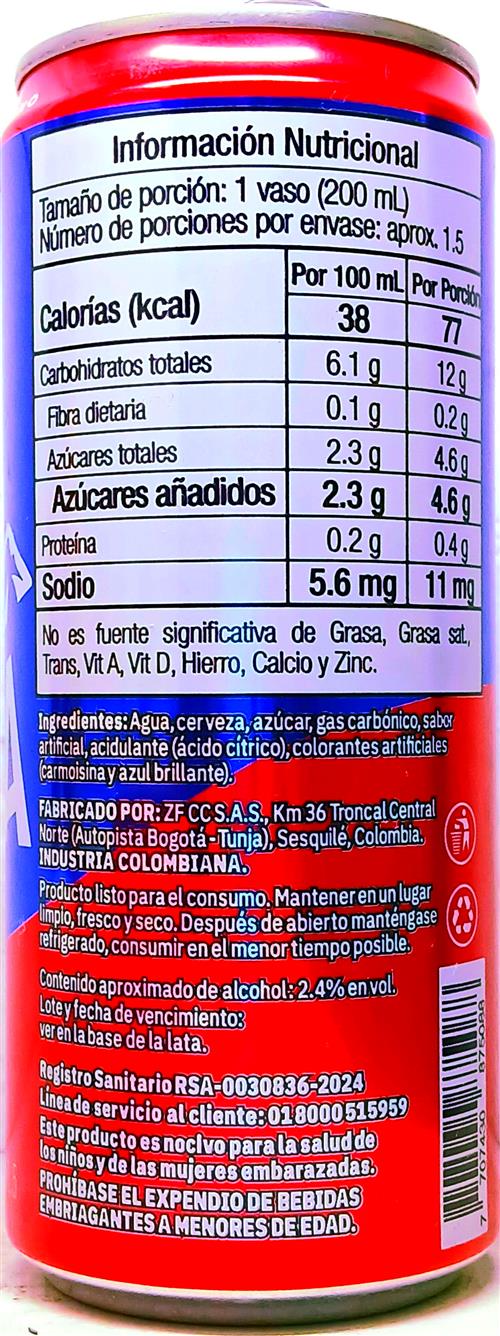 Información Nutricional
Tamaño de porción: 1 vaso (200 mL)
Número de porciones por envase: aprox. 1.5
Calorías (kcal) Por 100 mL Por Porción
38 77
Carbohidratos totales 6.1 g 12 g
Fibra dietaria 0.1 g 0.2 g
Azúcares totales 2.3 g 4.6 g
Azúcares añadidos 2.3 g 4.6 g
Proteína 0.2 g 0.4 g
Sodio 5.6 mg 11 mg
No es fuente significativa de Grasa, Grasa sat.,
Trans, Vit A, Vit D, Hierro, Calcio y Zinc.
Ingredientes: Agua, cerveza, azúcar, gas carbónico, sabor
artificial, acidulante (ácido cítrico), colorantes artificiales
(carmoisina y azul brillante).
FABRICADO POR: ZF CC S.A.S., Km 36 Troncal Central
Norte (Autopista Bogotá - Tunja), Sesquilé, Colombia.
INDUSTRIA COLOMBIANA.
Producto listo para el consumo. Mantener en un lugar
limpio, fresco y seco. Después de abierto manténgase
refrigerado, consumir en el menor tiempo posible.
Contenido aproximado de alcohol: 2.4% en vol.
Lote y fecha de vencimiento:
ver en la base de la lata.
Registro Sanitario RSA-0030836-2024
Línea de servicio al cliente: 018000515959
Este producto es nocivo para la salud de
los niños y de las mujeres embarazadas.
PROHÍBASE EL EXPENDIO DE BEBIDAS
EMBRIAGANTES A MENORES DE EDAD.
7 707430 875088